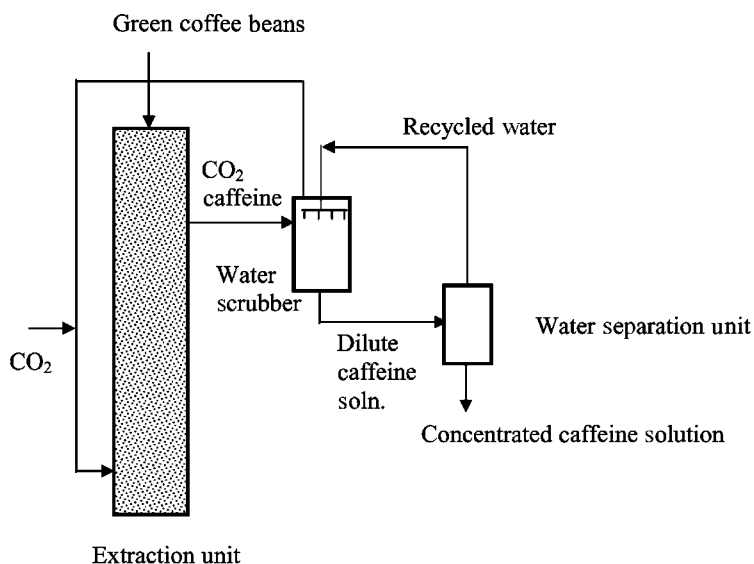 Green coffee beans
Recycled water
CO₂
caffeine
Water
scrubber
Water separation unit
Dilute
caffeine
soln.
CO₂
Concentrated caffeine solution
Extraction unit